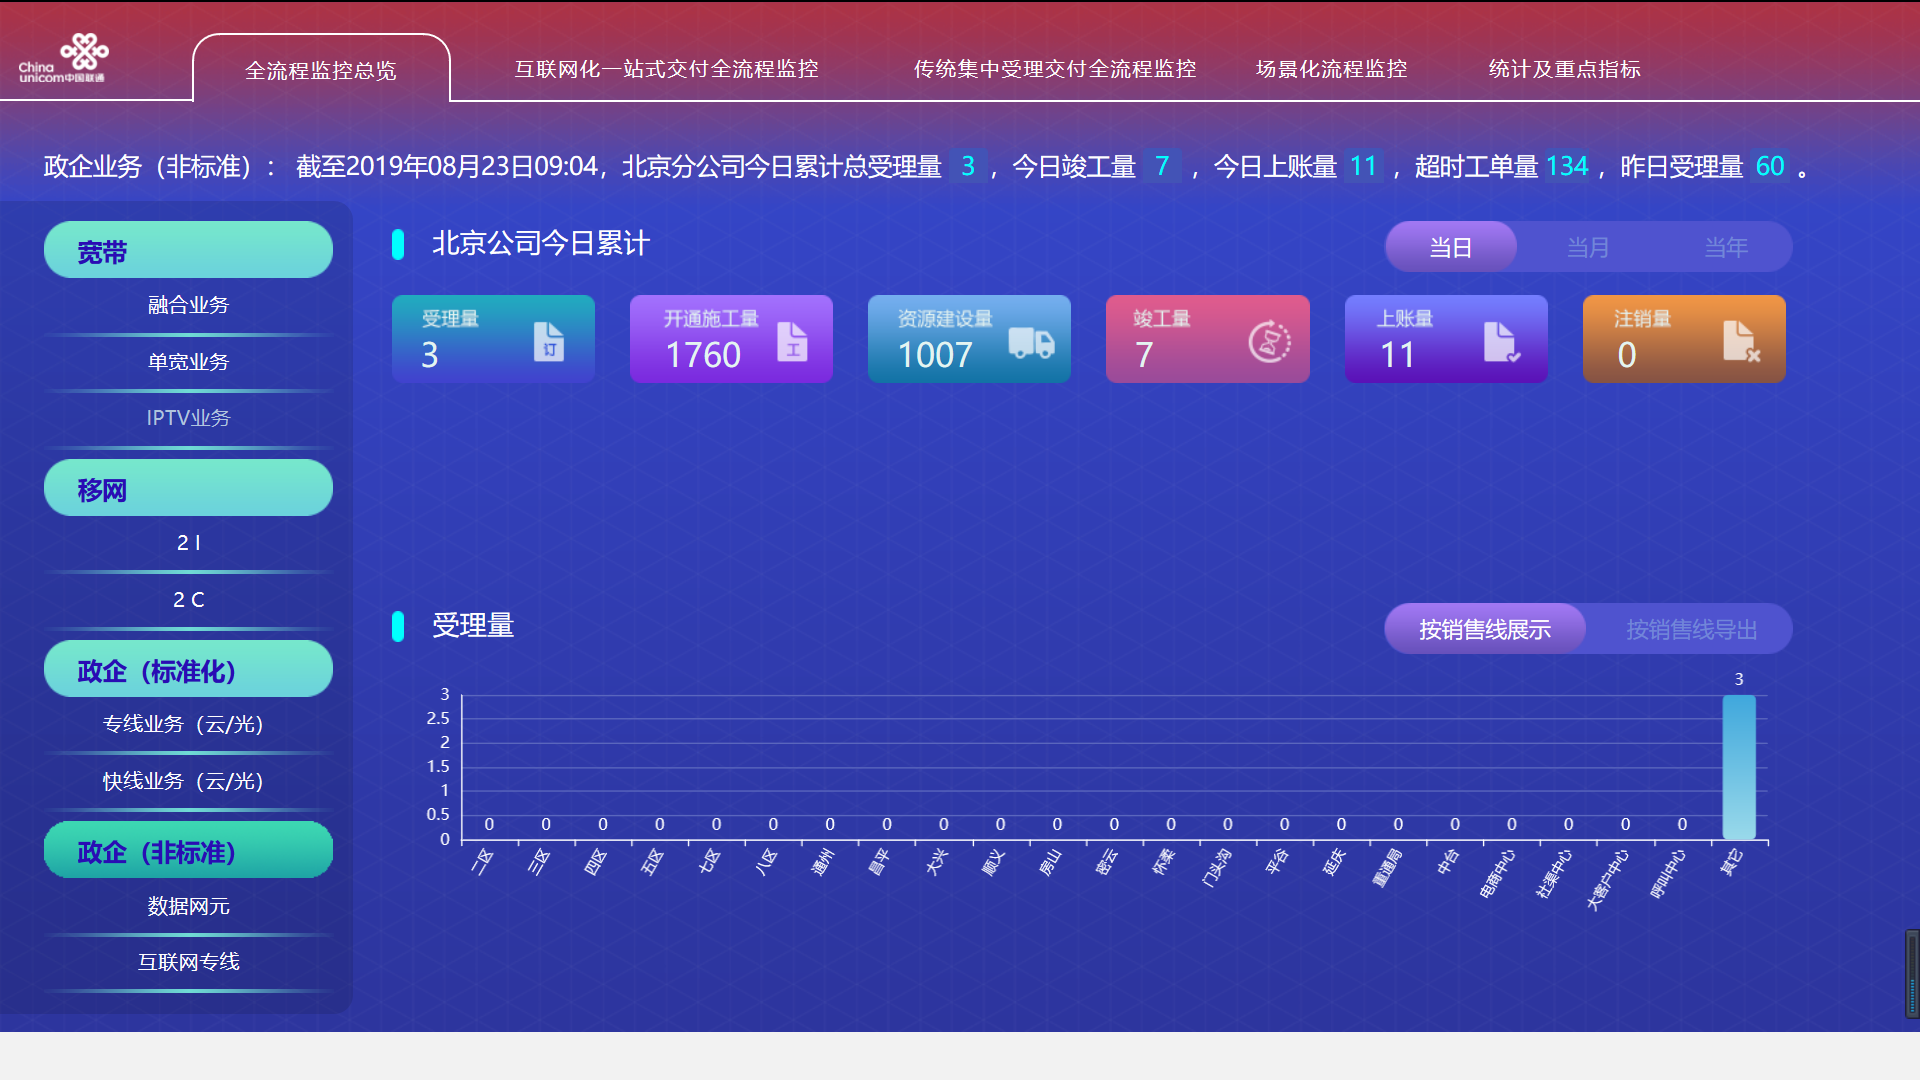 China
unicom中国联通
全流程监控总览 互联网化一站式交付全流程监控 传统集中受理交付全流程监控 场景化流程监控 统计及重点指标
政企业务（非标准）： 截至2019年08月23日09:04，北京分公司今日累计总受理量 3 ，今日竣工量 7 ，今日上账量 11 ，超时工单量 134 ，昨日受理量 60 。
宽带
融合业务
单宽业务
IPTV业务
移网
2 I
2 C
政企（标准化）
专线业务（云/光）
快线业务（云/光）
政企（非标准）
数据网元
互联网专线
北京公司今日累计
当日 当月 当年
受理量
3
订
开通施工量
1760
工
资源建设量
1007
竣工量
7
上账量
11
注销量
0
受理量
按销售线展示 按销售线导出
3
3
2.5
2
1.5
1
0.5
0
0 0 0 0 0 0 0 0 0 0 0 0 0 0 0 0 0 0 0 0 0 0
二区 三区 四区 五区 七区 八区 通州 昌平 大兴 顺义 房山 密云 怀柔 门头沟 平谷 延庆 重通局 中台 电商中心 社渠中心 大客户中心 呼叫中心 其它